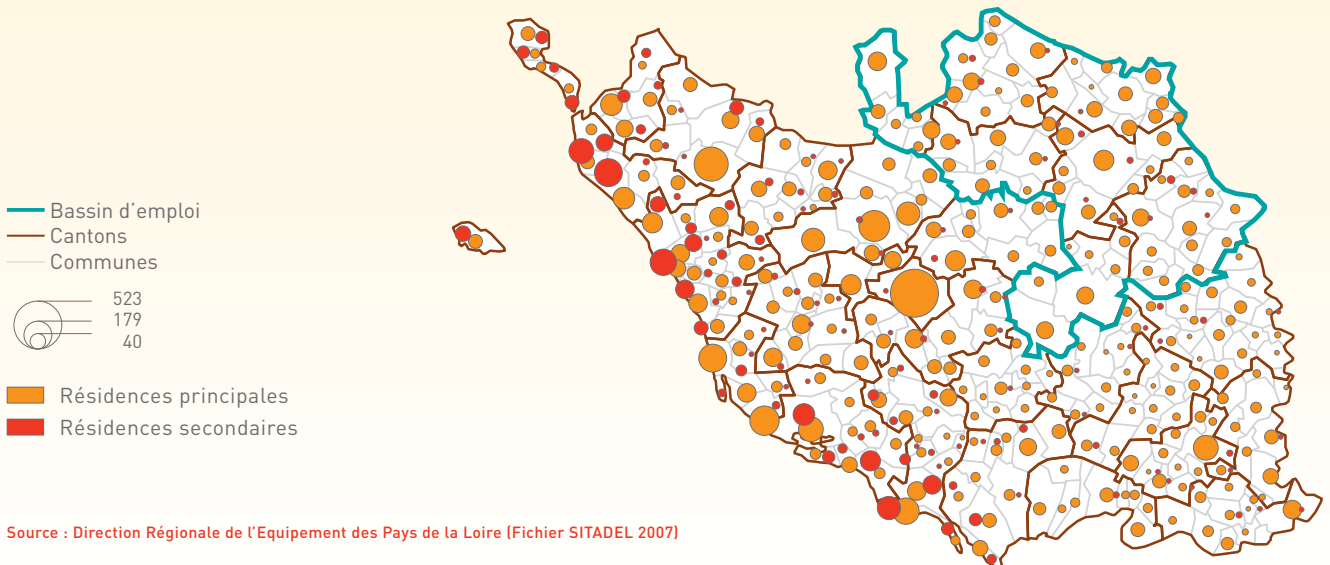 Bassin d’emploi
Cantons
Communes
523
179
40
Résidences principales
Résidences secondaires
Source : Direction Régionale de l’Equipement des Pays de la Loire (Fichier SITADEL 2007)